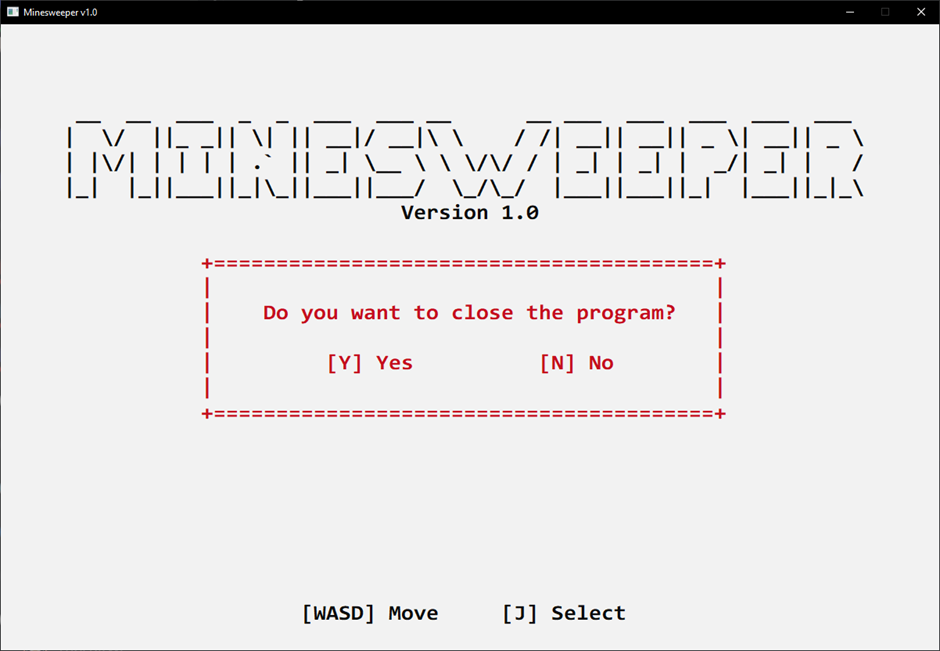 Minesweeper v1.0
MINESWEEPER
Version 1.0
Do you want to close the program?
[Y] Yes [N] No
[WASD] Move [J] Select